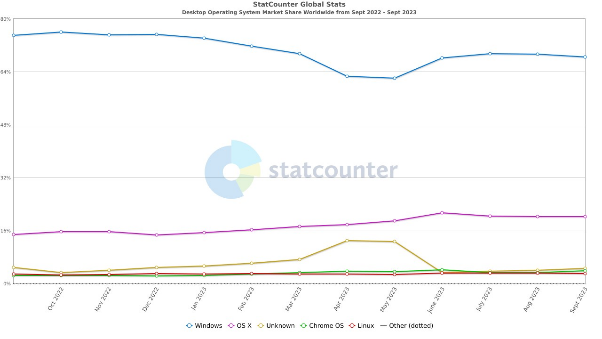 StatCounter Global Stats
Desktop Operating System Market Share Worldwide from Sept 2022 - Sept 2023
82%
64%
48%
32%
16%
0%
statcounter
Oct 2022
Nov 2022
Dec 2022
Jan 2023
Feb 2023
Mar 2023
Apr 2023
May 2023
June 2023
July 2023
Aug 2023
Sept 2023
Windows OS X Unknown Chrome OS Linux Other (dotted)